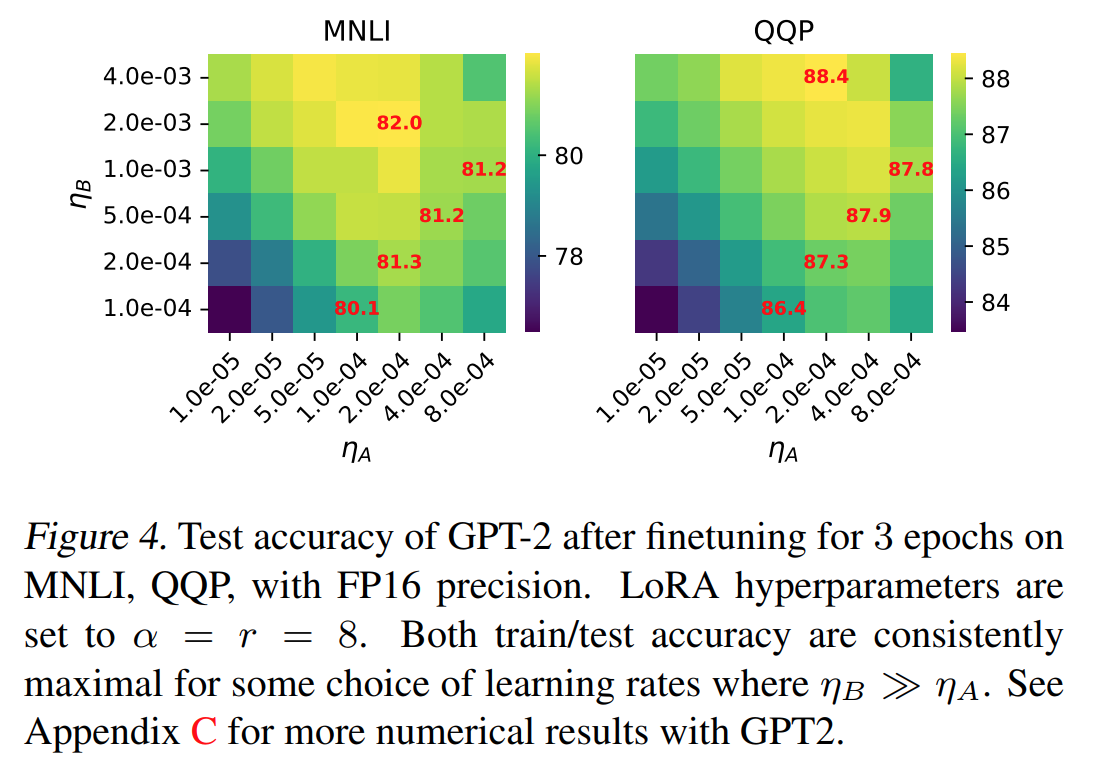 MNLI
QQP
4.0e-03
2.0e-03
1.0e-03
5.0e-04
2.0e-04
1.0e-04
η_B
82.0
81.2
81.2
81.3
80.1
1.0e-05
2.0e-05
5.0e-05
1.0e-04
2.0e-04
4.0e-04
8.0e-04
η_A
80
78
88.4
87.8
87.9
87.3
86.4
1.0e-05
2.0e-05
5.0e-05
1.0e-04
2.0e-04
4.0e-04
8.0e-04
η_A
88
87
86
85
84
Figure 4. Test accuracy of GPT-2 after finetuning for 3 epochs on
MNLI, QQP, with FP16 precision. LoRA hyperparameters are
set to α = r = 8. Both train/test accuracy are consistently
maximal for some choice of learning rates where η_B ≫ η_A. See
Appendix C for more numerical results with GPT2.